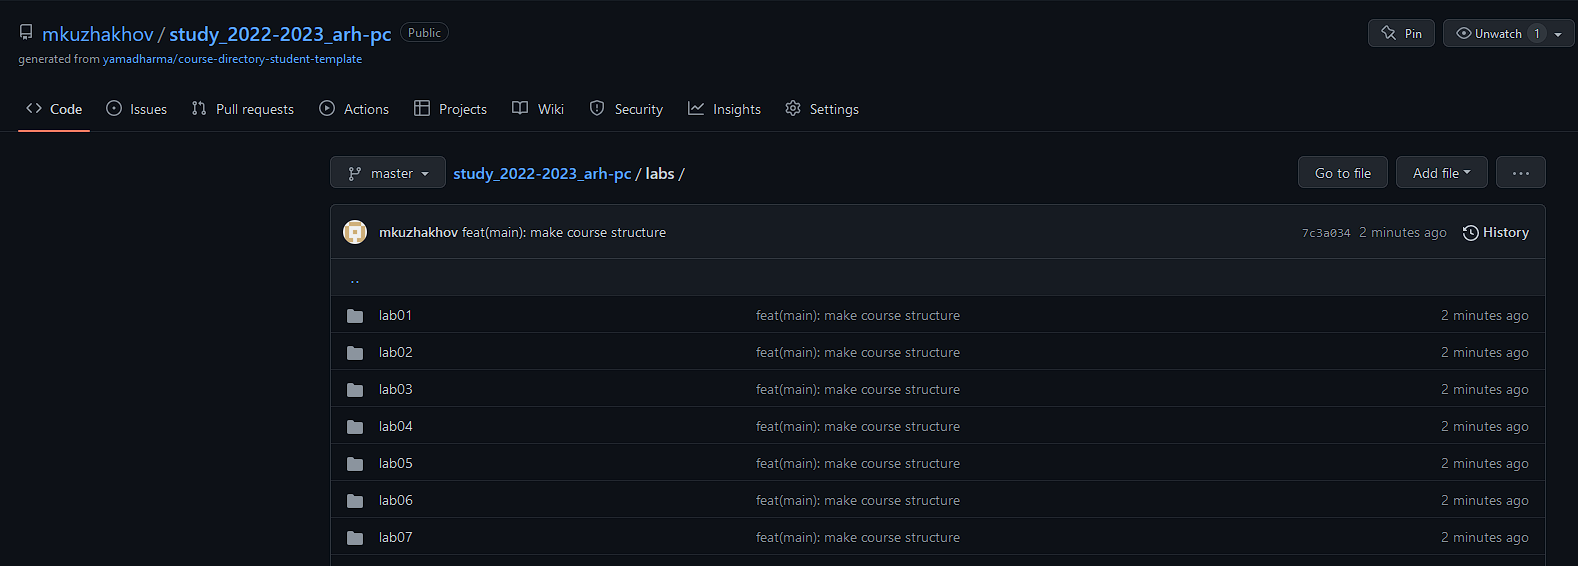 mkuzhakhov / study_2022-2023_arh-pc Public Pin Unwatch 1
generated from yamadharma/course-directory-student-template
Code Issues Pull requests Actions Projects Wiki Security Insights Settings
master study_2022-2023_arh-pc / labs / Go to file Add file ...
mkuzhakhov feat(main): make course structure 7c3a034 2 minutes ago History
..
lab01 feat(main): make course structure 2 minutes ago
lab02 feat(main): make course structure 2 minutes ago
lab03 feat(main): make course structure 2 minutes ago
lab04 feat(main): make course structure 2 minutes ago
lab05 feat(main): make course structure 2 minutes ago
lab06 feat(main): make course structure 2 minutes ago
lab07 feat(main): make course structure 2 minutes ago